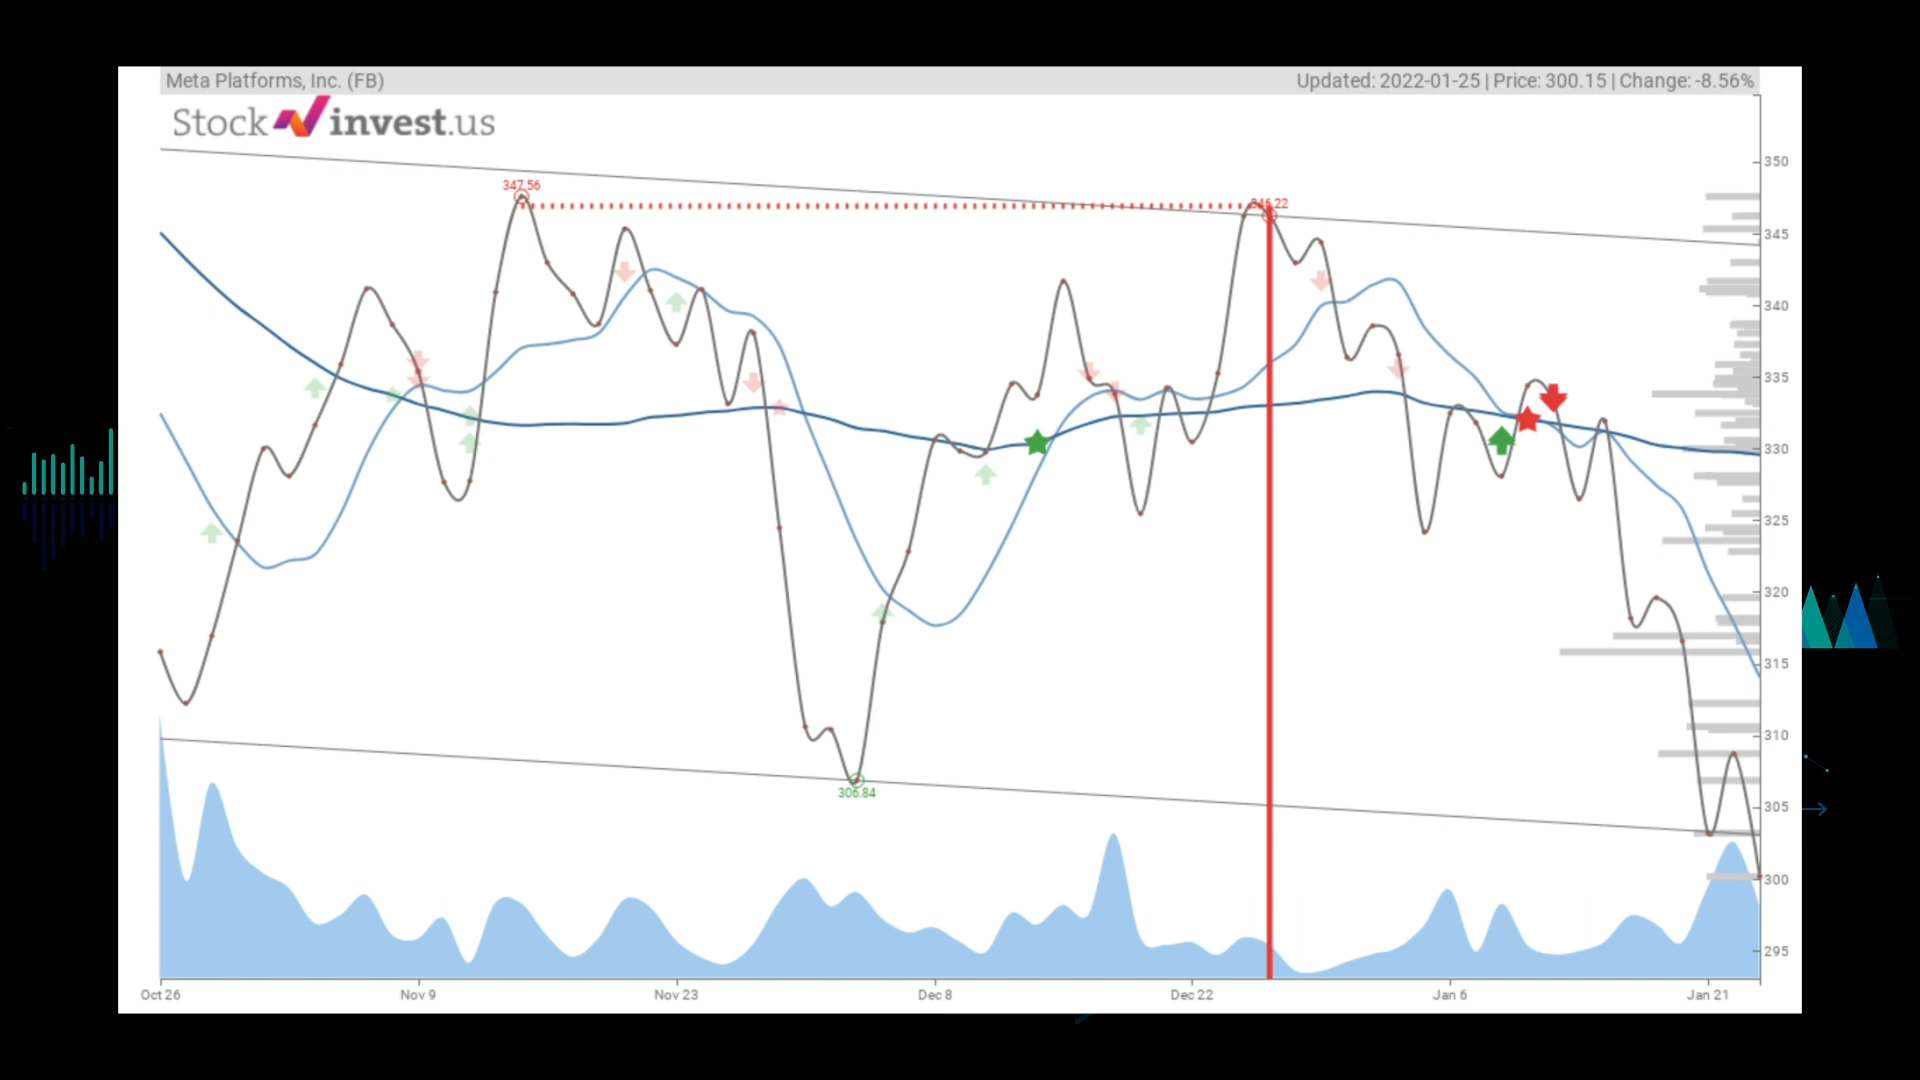 Meta Platforms, Inc. (FB)
Updated: 2022-01-25 | Price: 300.15 | Change: -8.56%
Stock invest.us
350
347.56
346.22
345
340
335
330
325
320
315
310
306.84
305
300
295
Oct 26
Nov 9
Nov 23
Dec 8
Dec 22
Jan 6
Jan 21